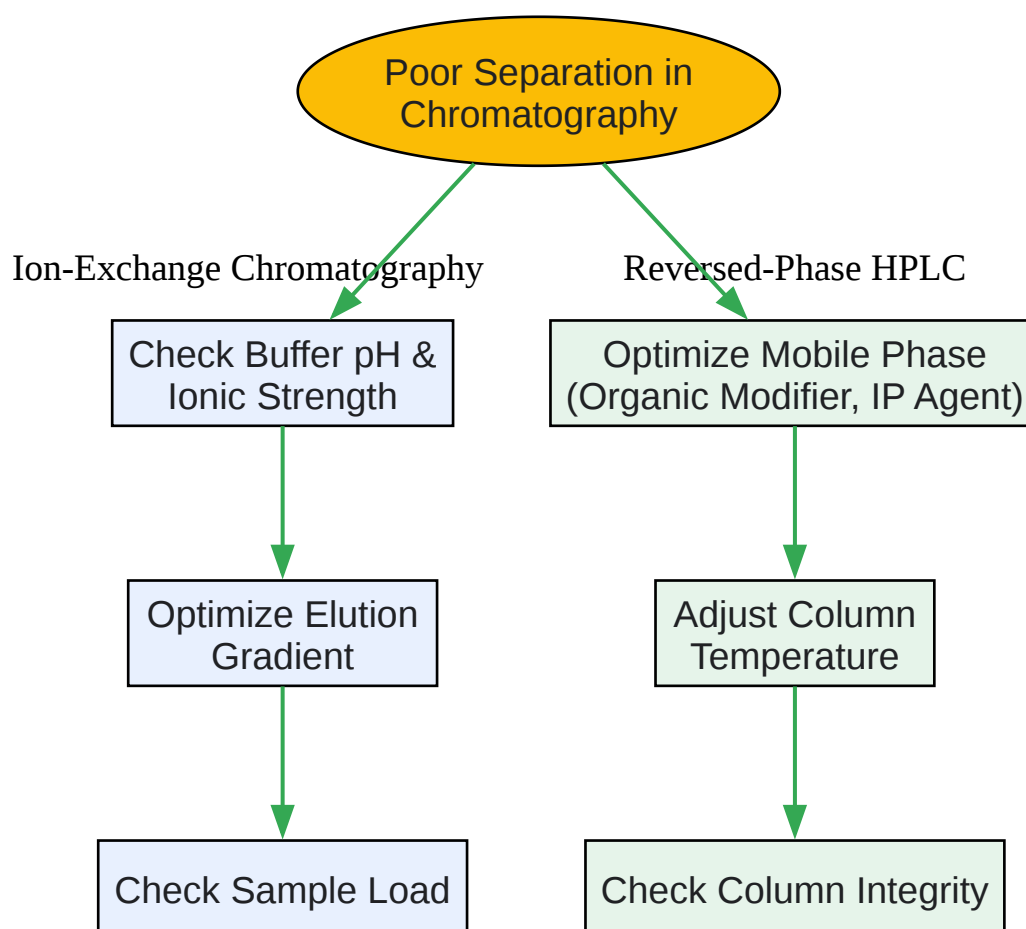 Poor Separation in
Chromatography
Ion-Exchange Chromatography
Reversed-Phase HPLC
Check Buffer pH &
Ionic Strength
Optimize Mobile Phase
(Organic Modifier, IP Agent)
Optimize Elution
Gradient
Adjust Column
Temperature
Check Sample Load
Check Column Integrity